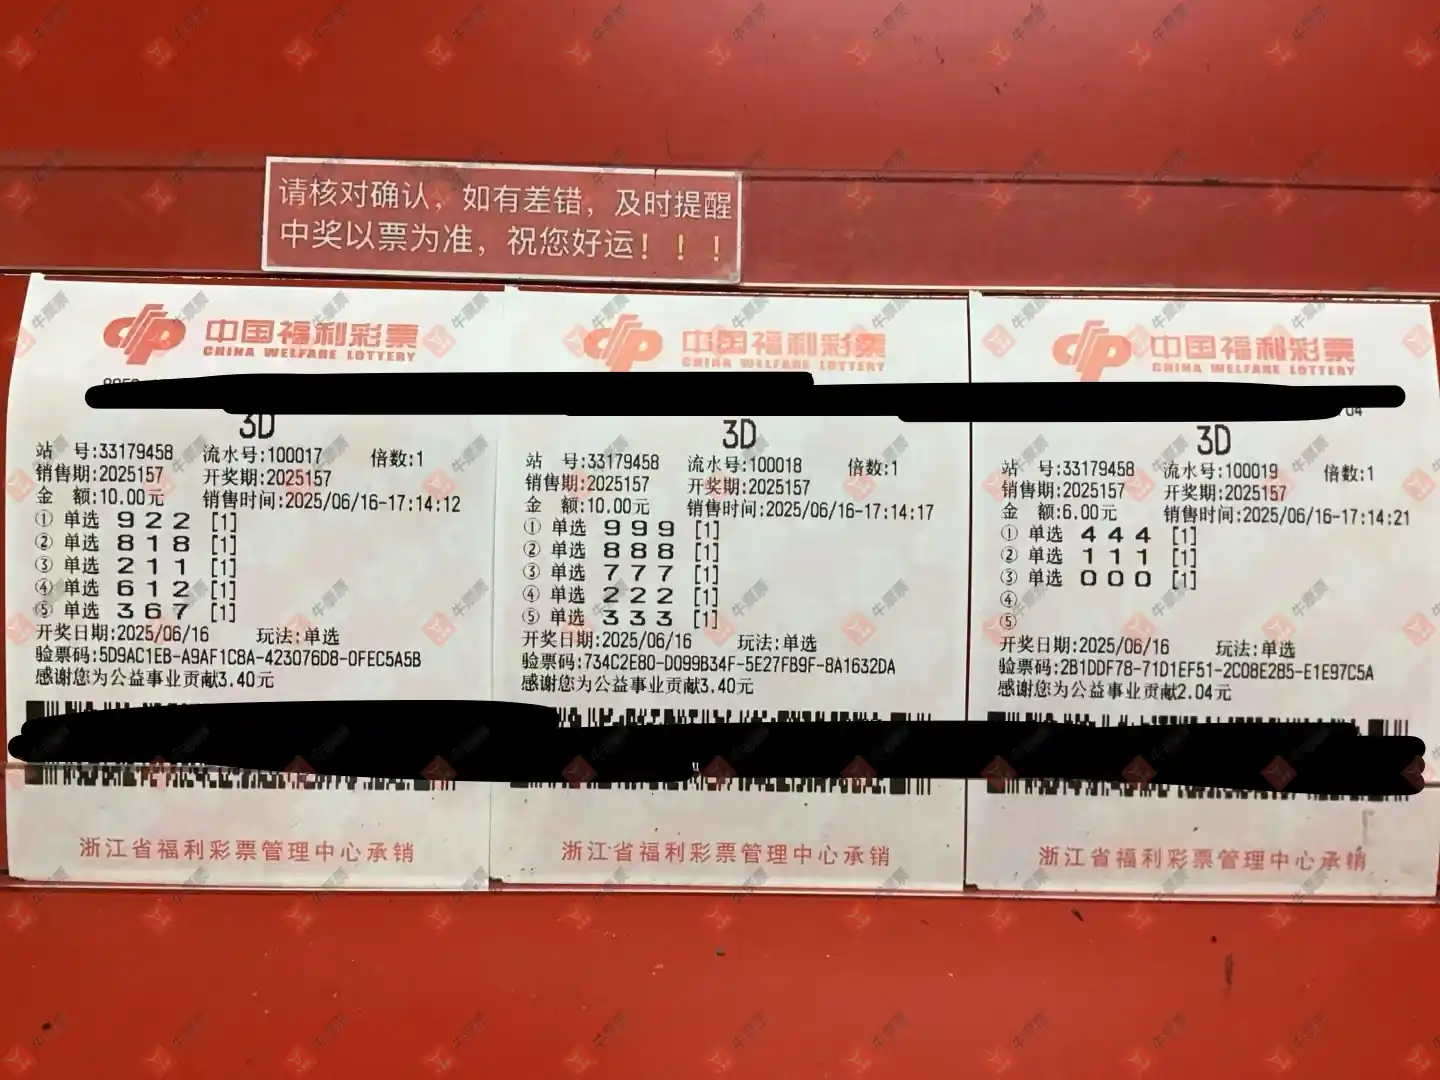 请核对确认，如有差错，及时提醒
中奖以票为准，祝您好运！！！
中国福利彩票
CHINA WELFARE LOTTERY
3D
站 号:33179458 流水号:100017 倍数:1
销售期:2025157 开奖期:2025157
金 额:10.00元 销售时间:2025/06/16-17:14:12
① 单选 9 2 2 [1]
② 单选 8 1 8 [1]
③ 单选 2 1 1 [1]
④ 单选 6 1 2 [1]
⑤ 单选 3 6 7 [1]
开奖日期:2025/06/16 玩法:单选
验票码:5D9AC1EB-A9AF1C8A-423076D8-0FEC5A5B
感谢您为公益事业贡献3.40元
浙江省福利彩票管理中心承销
中国福利彩票
CHINA WELFARE LOTTERY
3D
站 号:33179458 流水号:100018 倍数:1
销售期:2025157 开奖期:2025157
金 额:10.00元 销售时间:2025/06/16-17:14:17
① 单选 9 9 9 [1]
② 单选 8 8 8 [1]
③ 单选 7 7 7 [1]
④ 单选 2 2 2 [1]
⑤ 单选 3 3 3 [1]
开奖日期:2025/06/16 玩法:单选
验票码:734C2E80-D099B34F-5E27FB9F-8A1632DA
感谢您为公益事业贡献3.40元
浙江省福利彩票管理中心承销
中国福利彩票
CHINA WELFARE LOTTERY
3D
站 号:33179458 流水号:100019 倍数:1
销售期:2025157 开奖期:2025157
金 额:6.00元 销售时间:2025/06/16-17:14:21
① 单选 4 4 4 [1]
② 单选 1 1 1 [1]
③ 单选 0 0 0 [1]
④
⑤
开奖日期:2025/06/16 玩法:单选
验票码:2B1DDF78-71D1EF51-2C08E285-E1E97C5A
感谢您为公益事业贡献2.04元
浙江省福利彩票管理中心承销